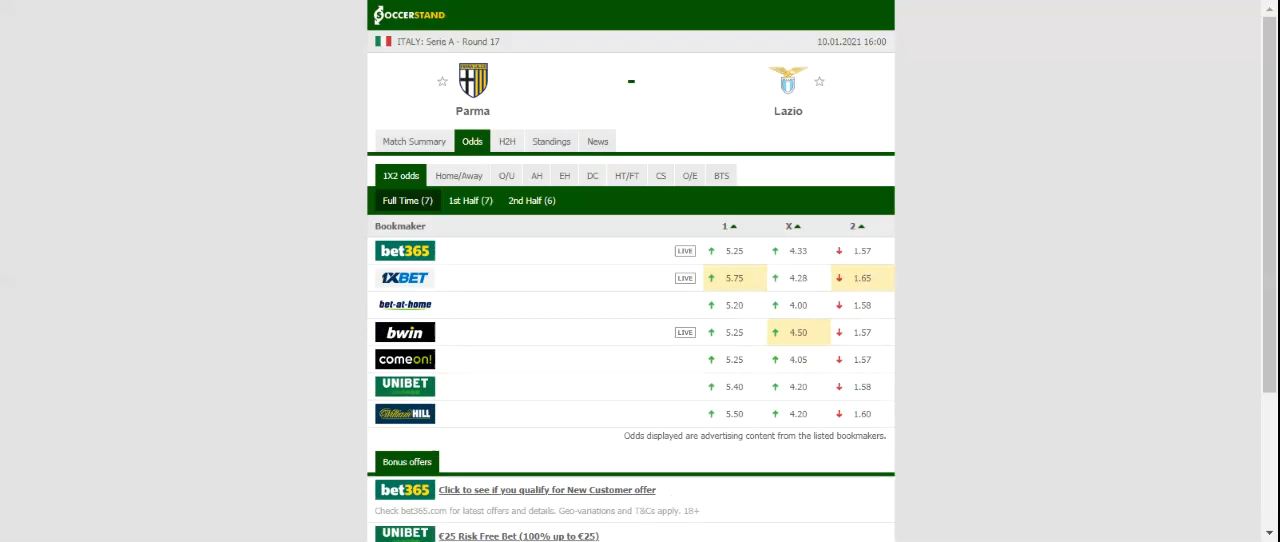 SOCCERSTAND
ITALY: Serie A - Round 17 10.01.2021 16:00
-
Parma Lazio
Match Summary Odds H2H Standings News
1X2 odds Home/Away O/U AH EH DC HT/FT CS O/E BTS
Full Time (7) 1st Half (7) 2nd Half (6)
Bookmaker 1 X 2
bet365 LIVE 5.25 4.33 1.57
1XBET LIVE 5.75 4.28 1.65
bet-at-home 5.20 4.00 1.58
bwin LIVE 5.25 4.50 1.57
comeon! 5.25 4.05 1.57
UNIBET 5.40 4.20 1.58
William HILL 5.50 4.20 1.60
Odds displayed are advertising content from the listed bookmakers.
Bonus offers
bet365 Click to see if you qualify for New Customer offer
Check bet365.com for latest offers and details. Geo-variations and T&Cs apply. 18+
UNIBET €25 Risk Free Bet (100% up to €25)